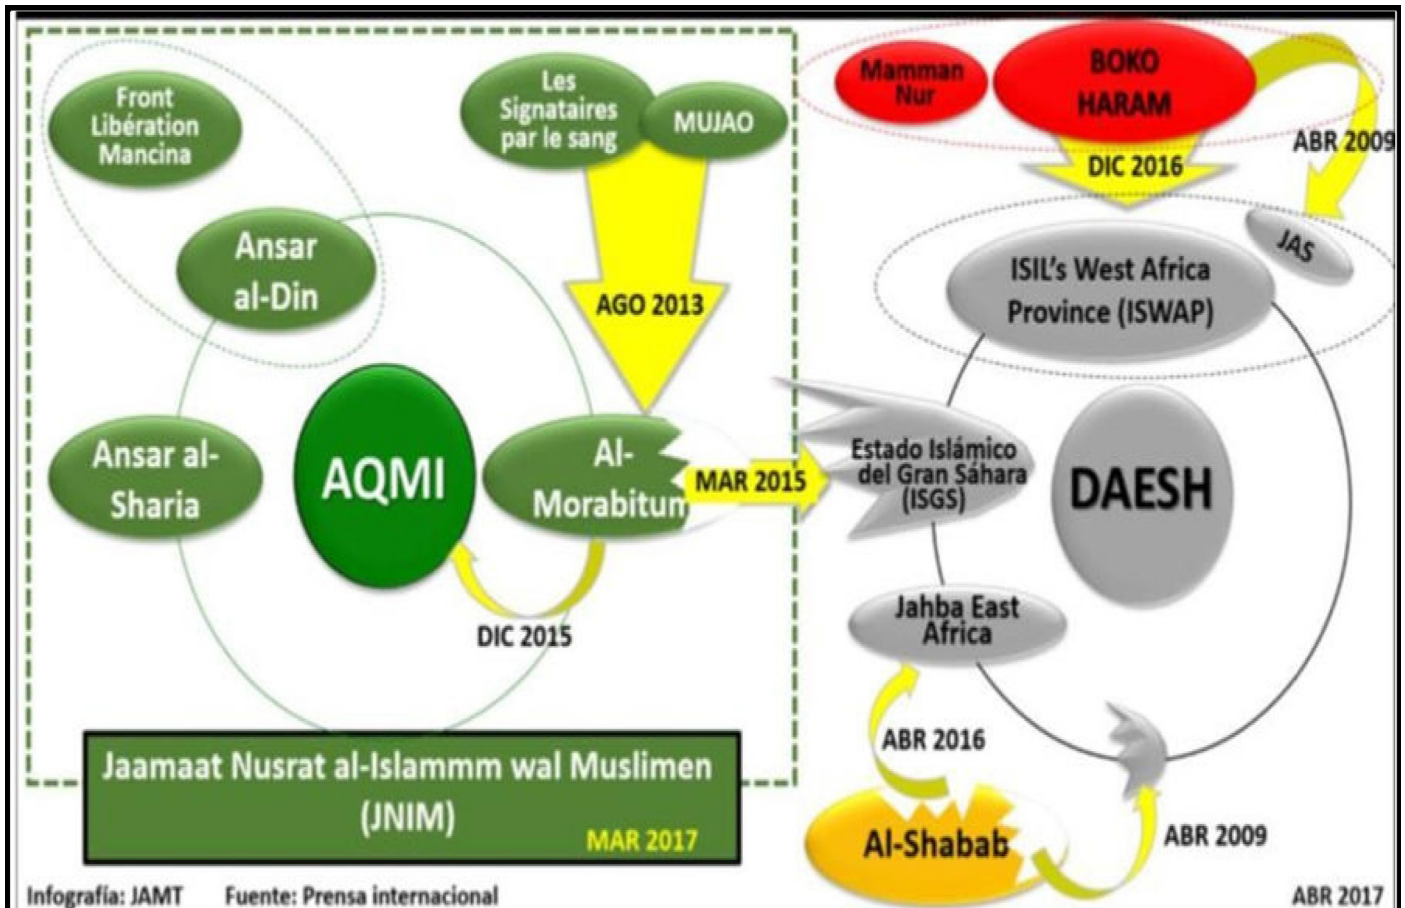 Front
Libération
Mancina
Les
Signataires
par le sang
MUJAO
Mamman
Nur
BOKO
HARAM
ABR 2009
DIC 2016
Ansar
al-Din
AGO 2013
JAS
ISIL's West Africa
Province (ISWAP)
Ansar al-
Sharia
AQMI
Al-
Morabitum
MAR 2015
Estado Islámico
del Gran Sáhara
(ISGS)
DAESH
DIC 2015
Jahba East
Africa
ABR 2016
Jaamaat Nusrat al-Islammm wal Muslimen
(JNIM)
MAR 2017
Al-Shabab
ABR 2009
Infografía: JAMT
Fuente: Prensa internacional
ABR 2017